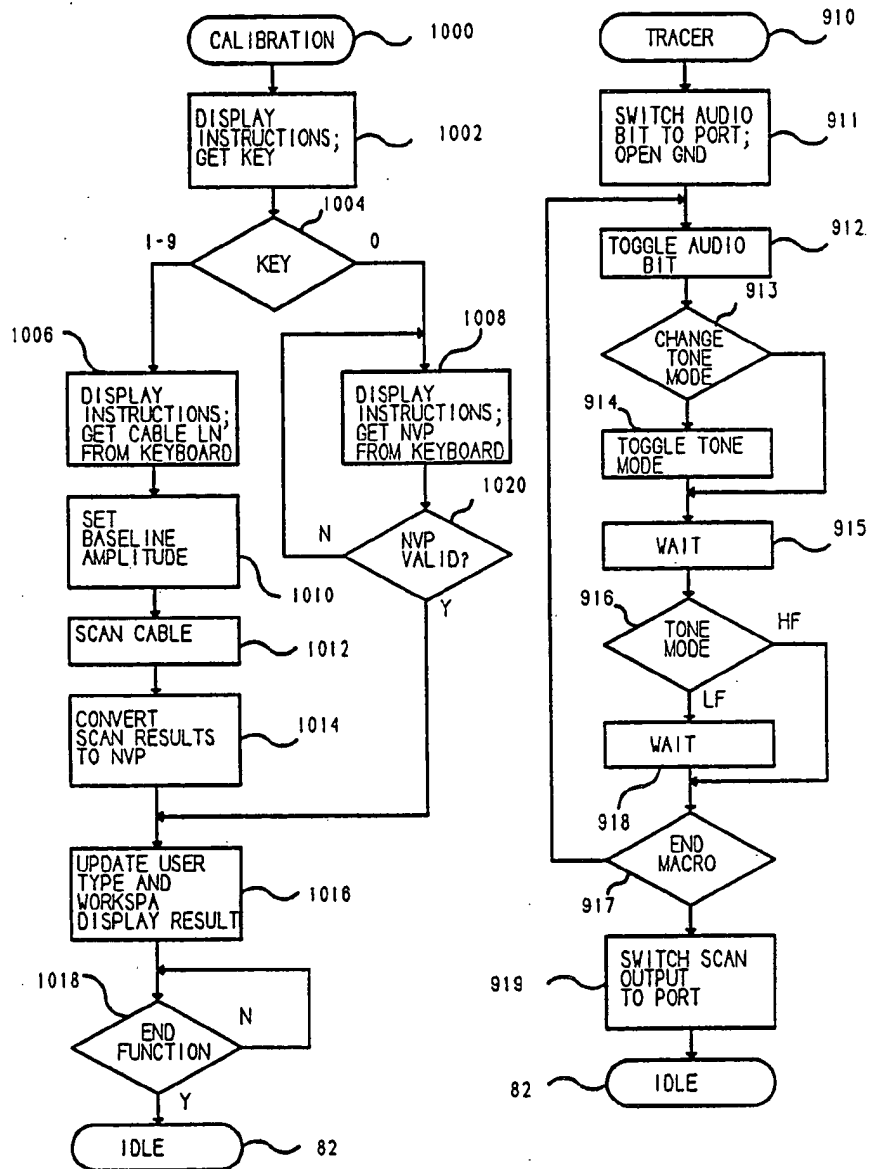 CALIBRATION
1000
DISPLAY
INSTRUCTIONS;
GET KEY
1002
1004
1-9
KEY
0
1006
DISPLAY
INSTRUCTIONS;
GET CABLE LN
FROM KEYBOARD
1008
DISPLAY
INSTRUCTIONS;
GET NVP
FROM KEYBOARD
SET
BASELINE
AMPLITUDE
1010
1020
N
NVP
VALID?
Y
SCAN CABLE
1012
CONVERT
SCAN RESULTS
TO NVP
1014
UPDATE USER
TYPE AND
WORKSPA
DISPLAY RESULT
1016
1018
END
FUNCTION
N
Y
IDLE
82
TRACER
910
SWITCH AUDIO
BIT TO PORT;
OPEN GND
911
TOGGLE AUDIO
BIT
912
913
CHANGE
TONE
MODE
914
TOGGLE TONE
MODE
WAIT
915
916
TONE
MODE
HF
LF
WAIT
918
END
MACRO
917
SWITCH SCAN
OUTPUT
TO PORT
919
IDLE
82